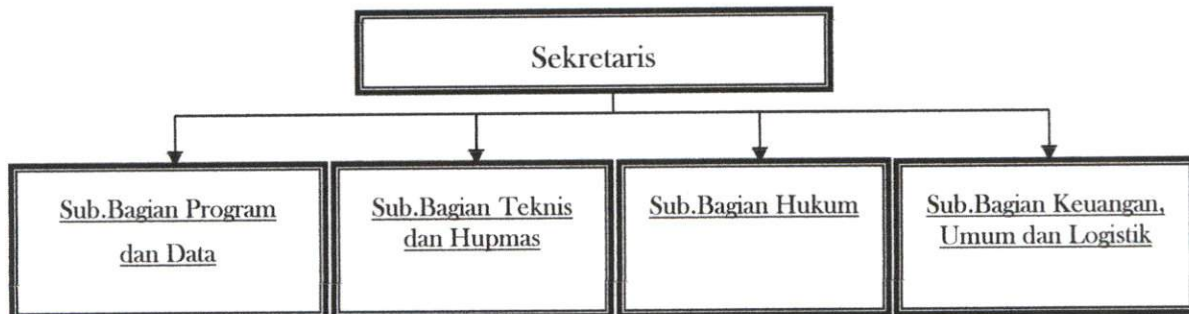 Sekretaris
Sub.Bagian Program
dan Data
Sub.Bagian Teknis
dan Hupmas
Sub.Bagian Hukum
Sub.Bagian Keuangan,
Umum dan Logistik